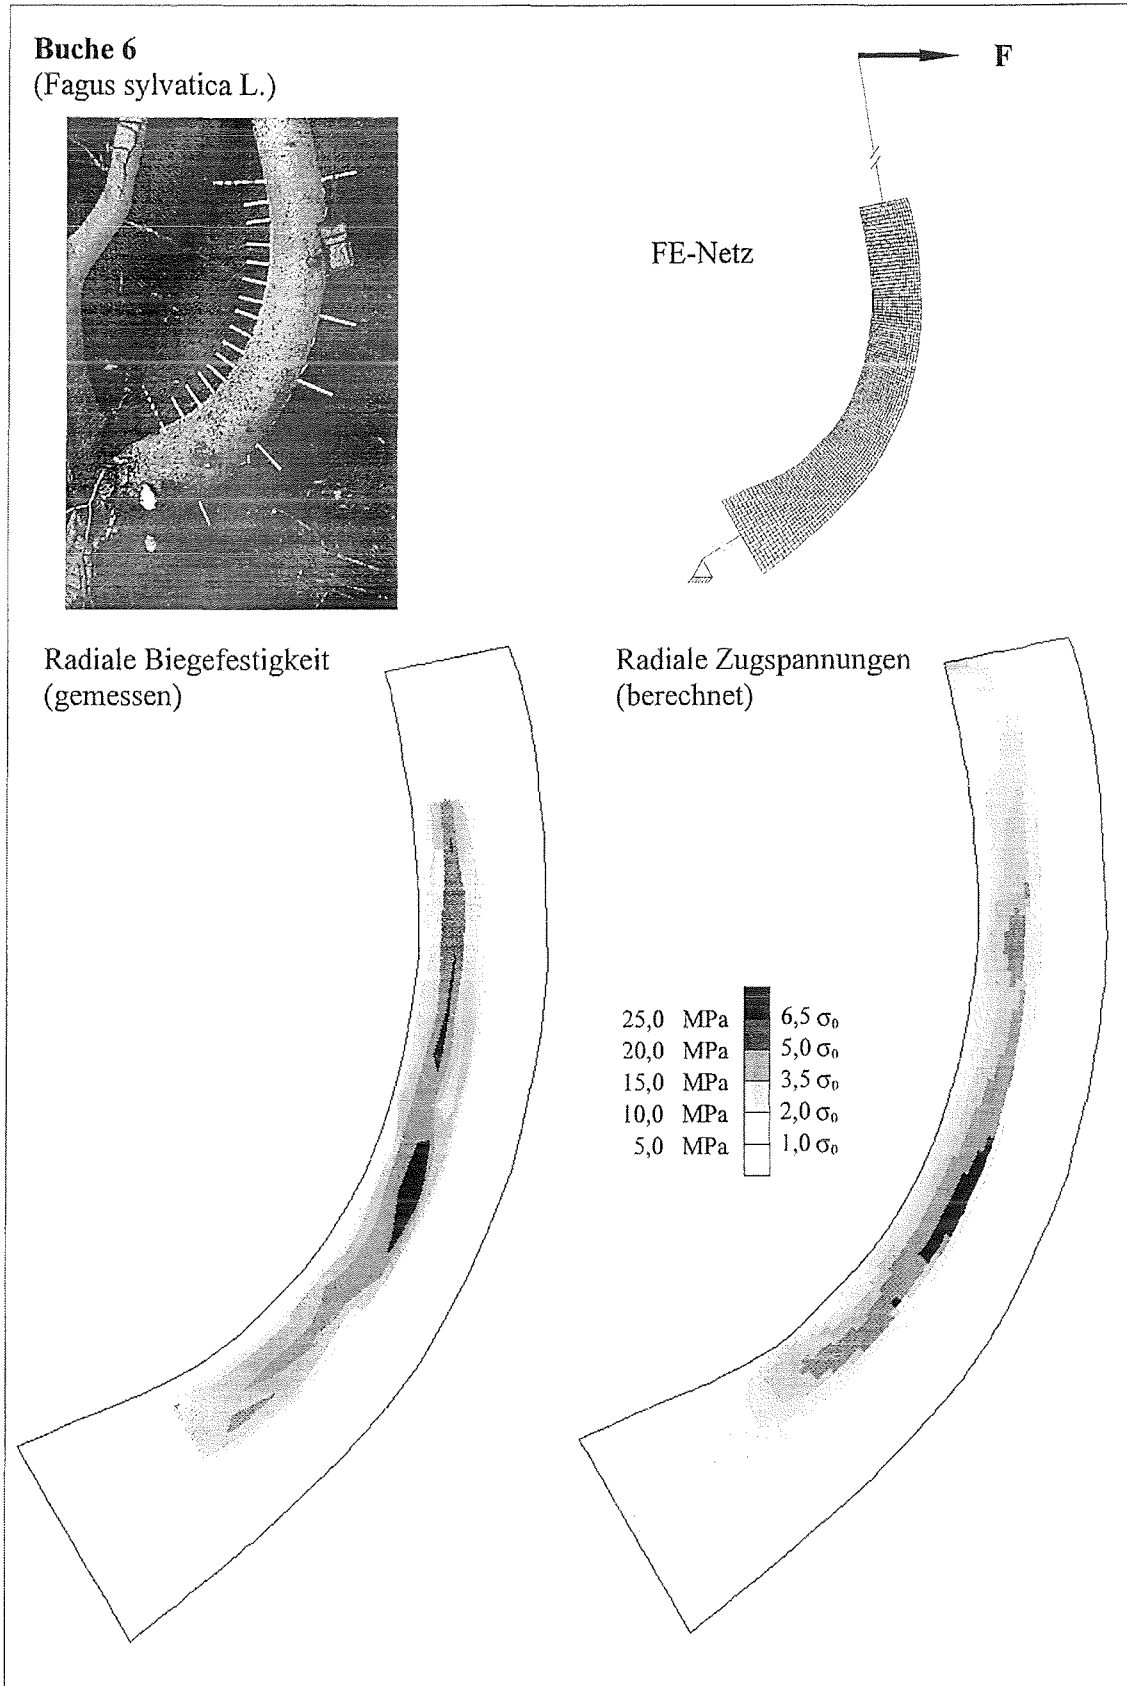 Buche 6
(Fagus sylvatica L.)
F
FE-Netz
Radiale Biegefestigkeit
(gemessen)
Radiale Zugspannungen
(berechnet)
25,0 MPa 6,5 σ₀
20,0 MPa 5,0 σ₀
15,0 MPa 3,5 σ₀
10,0 MPa 2,0 σ₀
5,0 MPa 1,0 σ₀